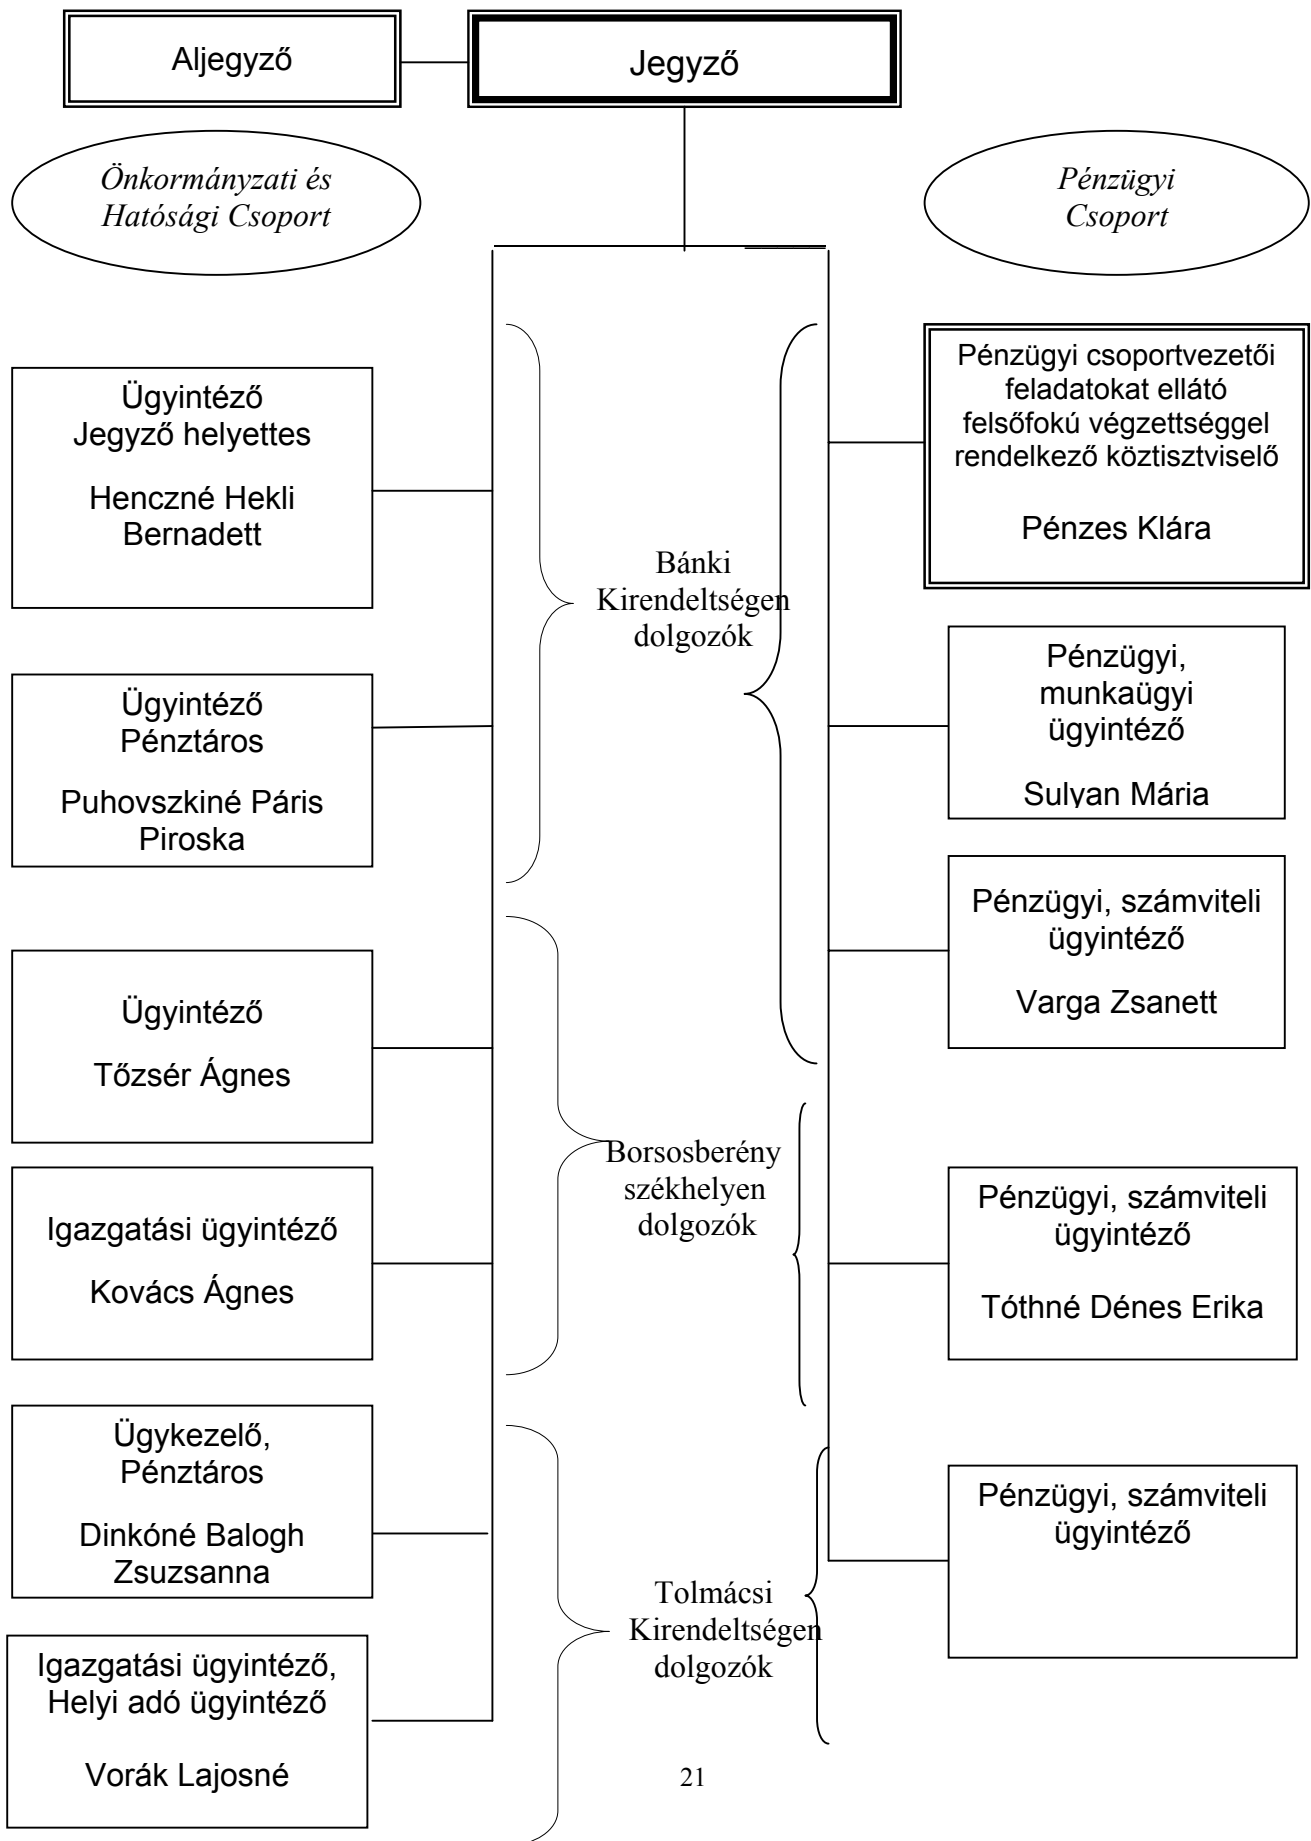 Aljegyző
Jegyző
Önkormányzati és
Hatósági Csoport
Pénzügyi
Csoport
Ügyintéző
Jegyző helyettes
Henczné Hekli
Bernadett
Ügyintéző
Pénztáros
Puhovszkiné Páris
Piroska
Ügyintéző
Tőzsér Ágnes
Igazgatási ügyintéző
Kovács Ágnes
Ügykezelő,
Pénztáros
Dinkóné Balogh
Zsuzsanna
Igazgatási ügyintéző,
Helyi adó ügyintéző
Vorák Lajosné
Bánki
Kirendeltségen
dolgozók
Borsosberény
székhelyen
dolgozók
Tolmácsi
Kirendeltségen
dolgozók
Pénzügyi csoportvezetői
feladatokat ellátó
felsőfokú végzettséggel
rendelkező köztisztviselő
Pénzes Klára
Pénzügyi,
munkaügyi
ügyintéző
Sulyan Mária
Pénzügyi, számviteli
ügyintéző
Varga Zsanett
Pénzügyi, számviteli
ügyintéző
Tóthné Dénes Erika
Pénzügyi, számviteli
ügyintéző
21